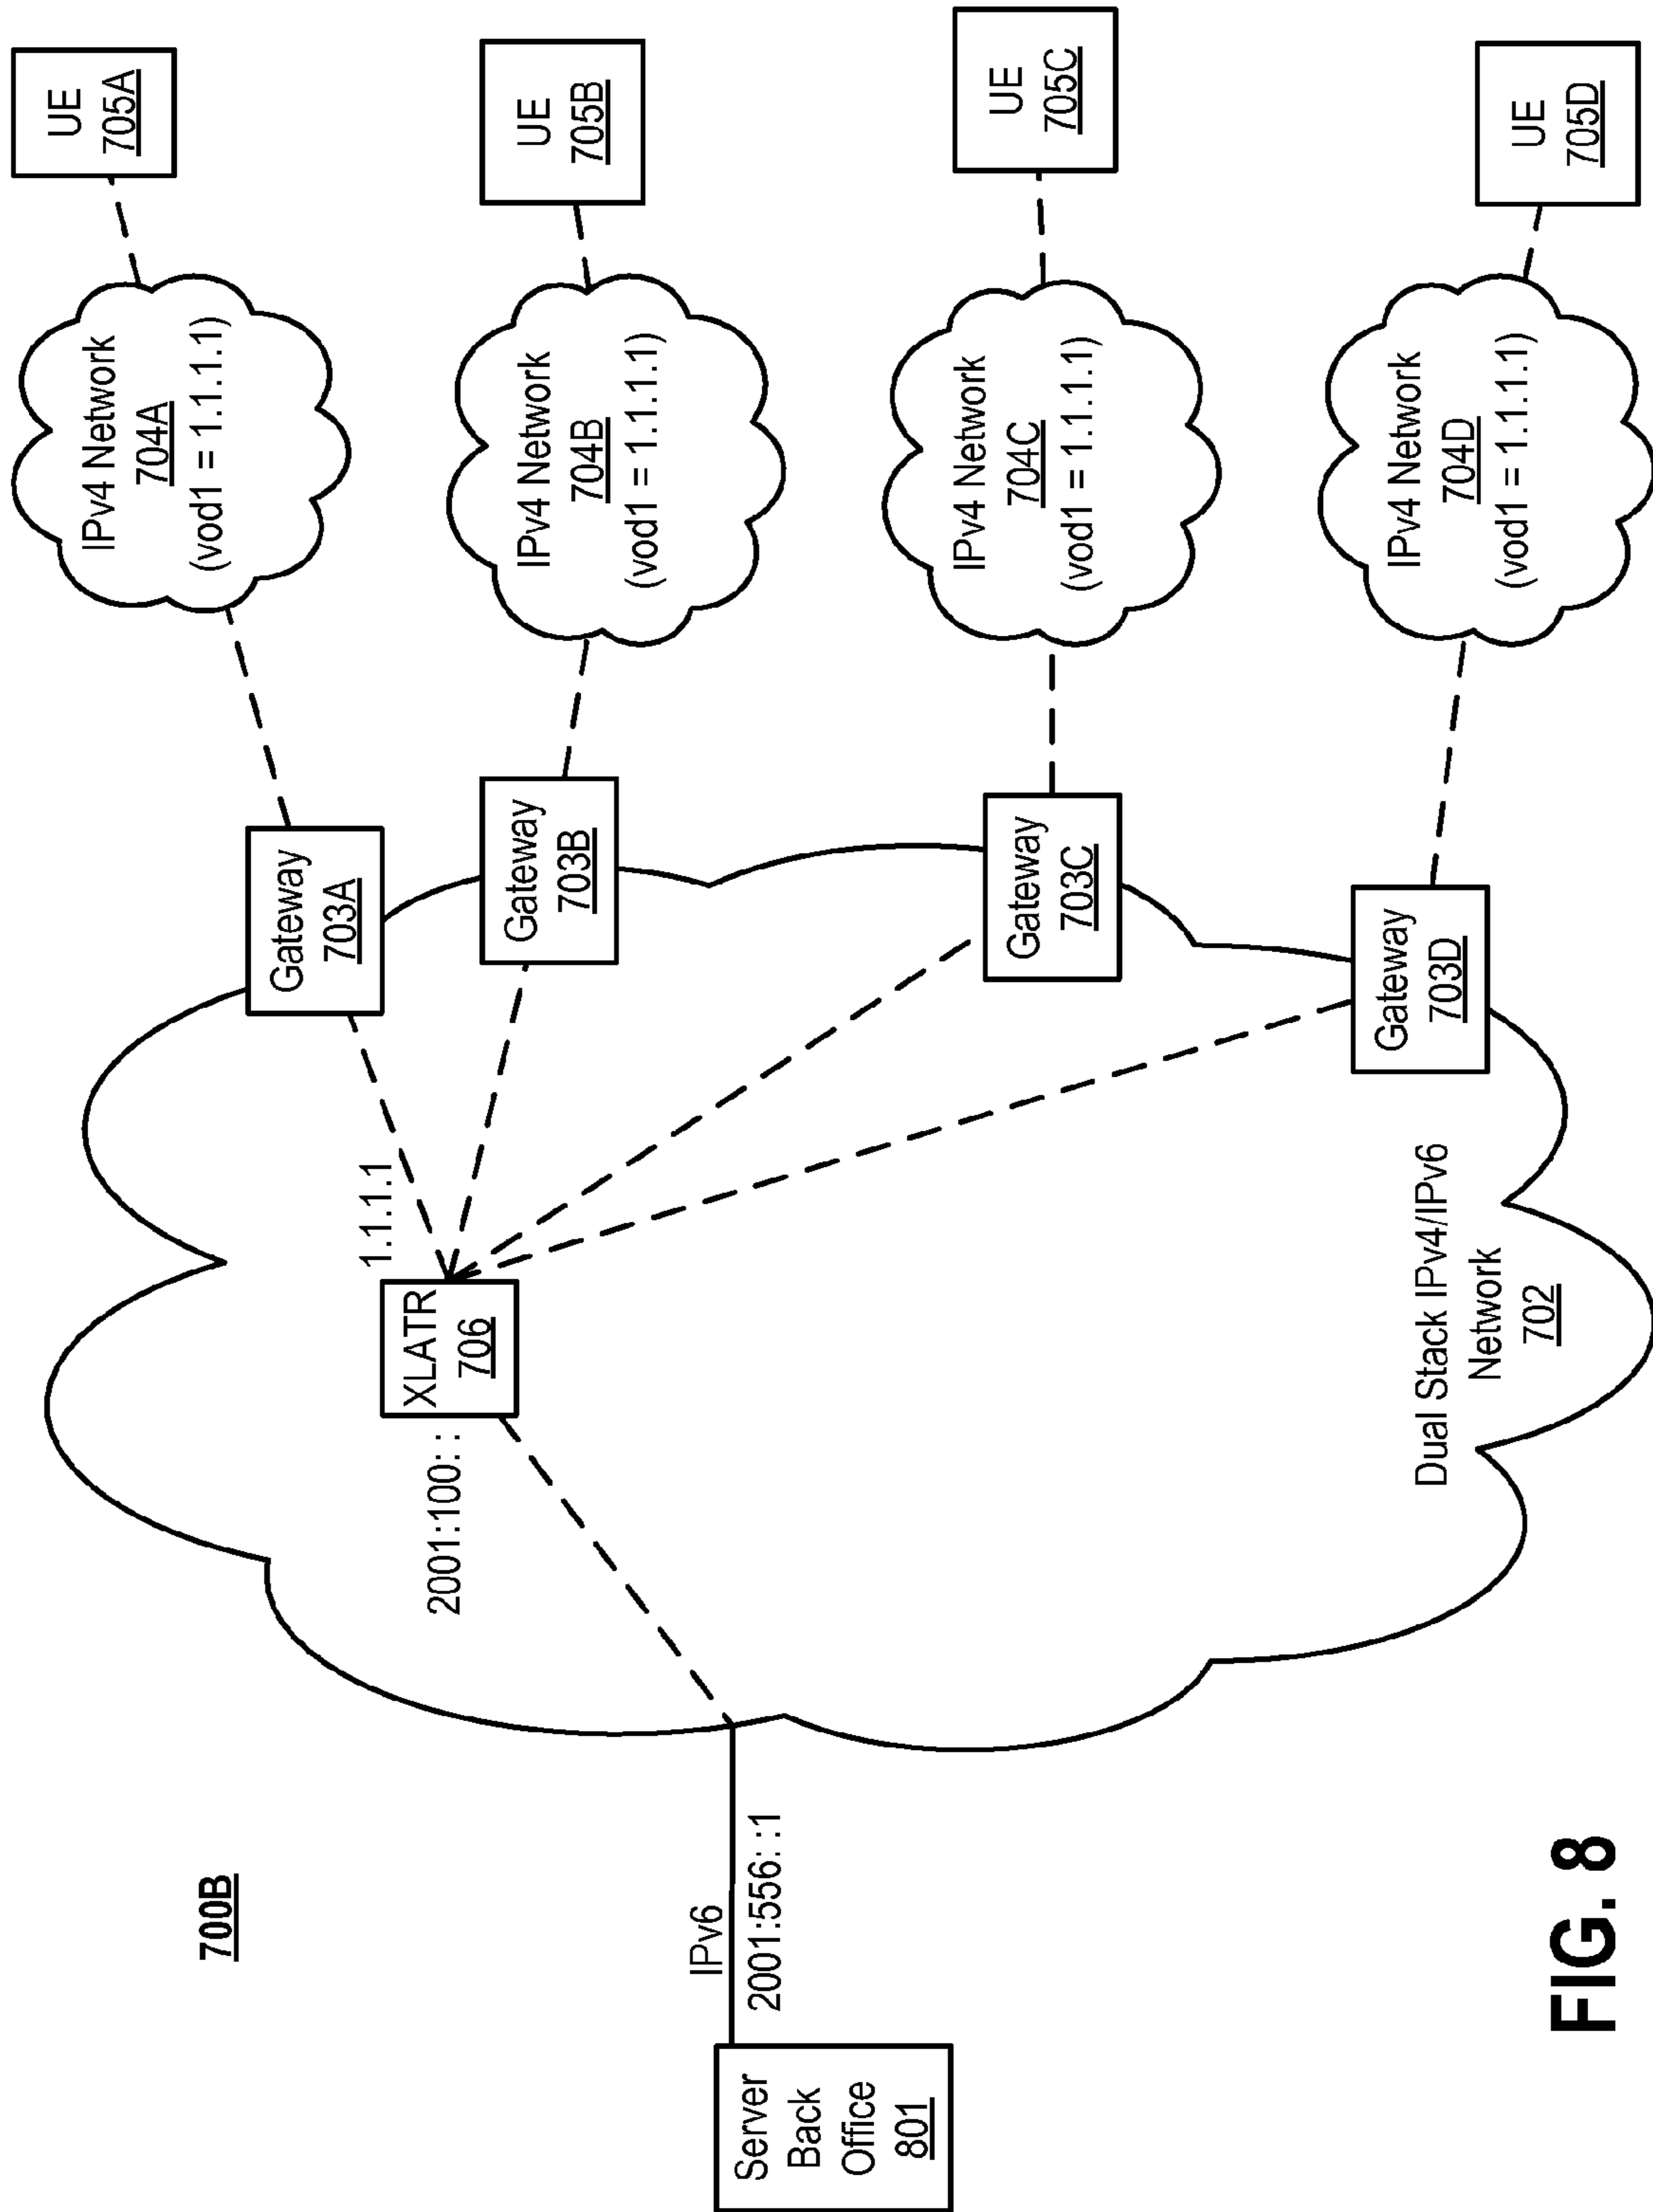 700B
Server
Back
Office
801
IPv6
2001:556: :1
2001:100: :
XLATR
706
1.1.1.1
Dual Stack IPv4/IPv6
Network
702
Gateway
703A
Gateway
703B
Gateway
703C
Gateway
703D
IPv4 Network
704A
(vod1 = 1.1.1.1)
IPv4 Network
704B
(vod1 = 1.1.1.1)
IPv4 Network
704C
(vod1 = 1.1.1.1)
IPv4 Network
704D
(vod1 = 1.1.1.1)
UE
705A
UE
705B
UE
705C
UE
705D
FIG. 8